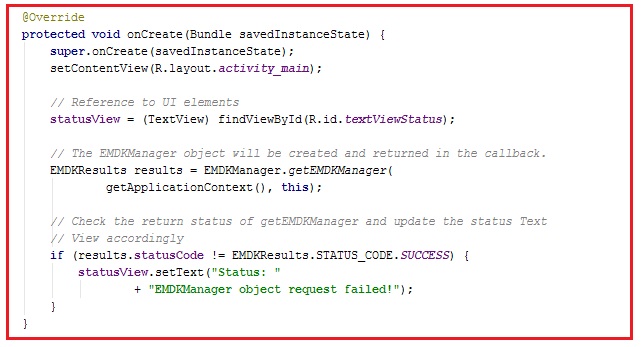 @Override
protected void onCreate(Bundle savedInstanceState) {
super.onCreate(savedInstanceState);
setContentView(R.layout.activity_main);
// Reference to UI elements
statusView = (TextView) findViewById(R.id.textViewStatus);
// The EMDKManager object will be created and returned in the callback.
EMDKResults results = EMDKManager.getEMDKManager(
getApplicationContext(), this);
// Check the return status of getEMDKManager and update the status Text
// View accordingly
if (results.statusCode != EMDKResults.STATUS_CODE.SUCCESS) {
statusView.setText("Status: "
+ "EMDKManager object request failed!");
}
}